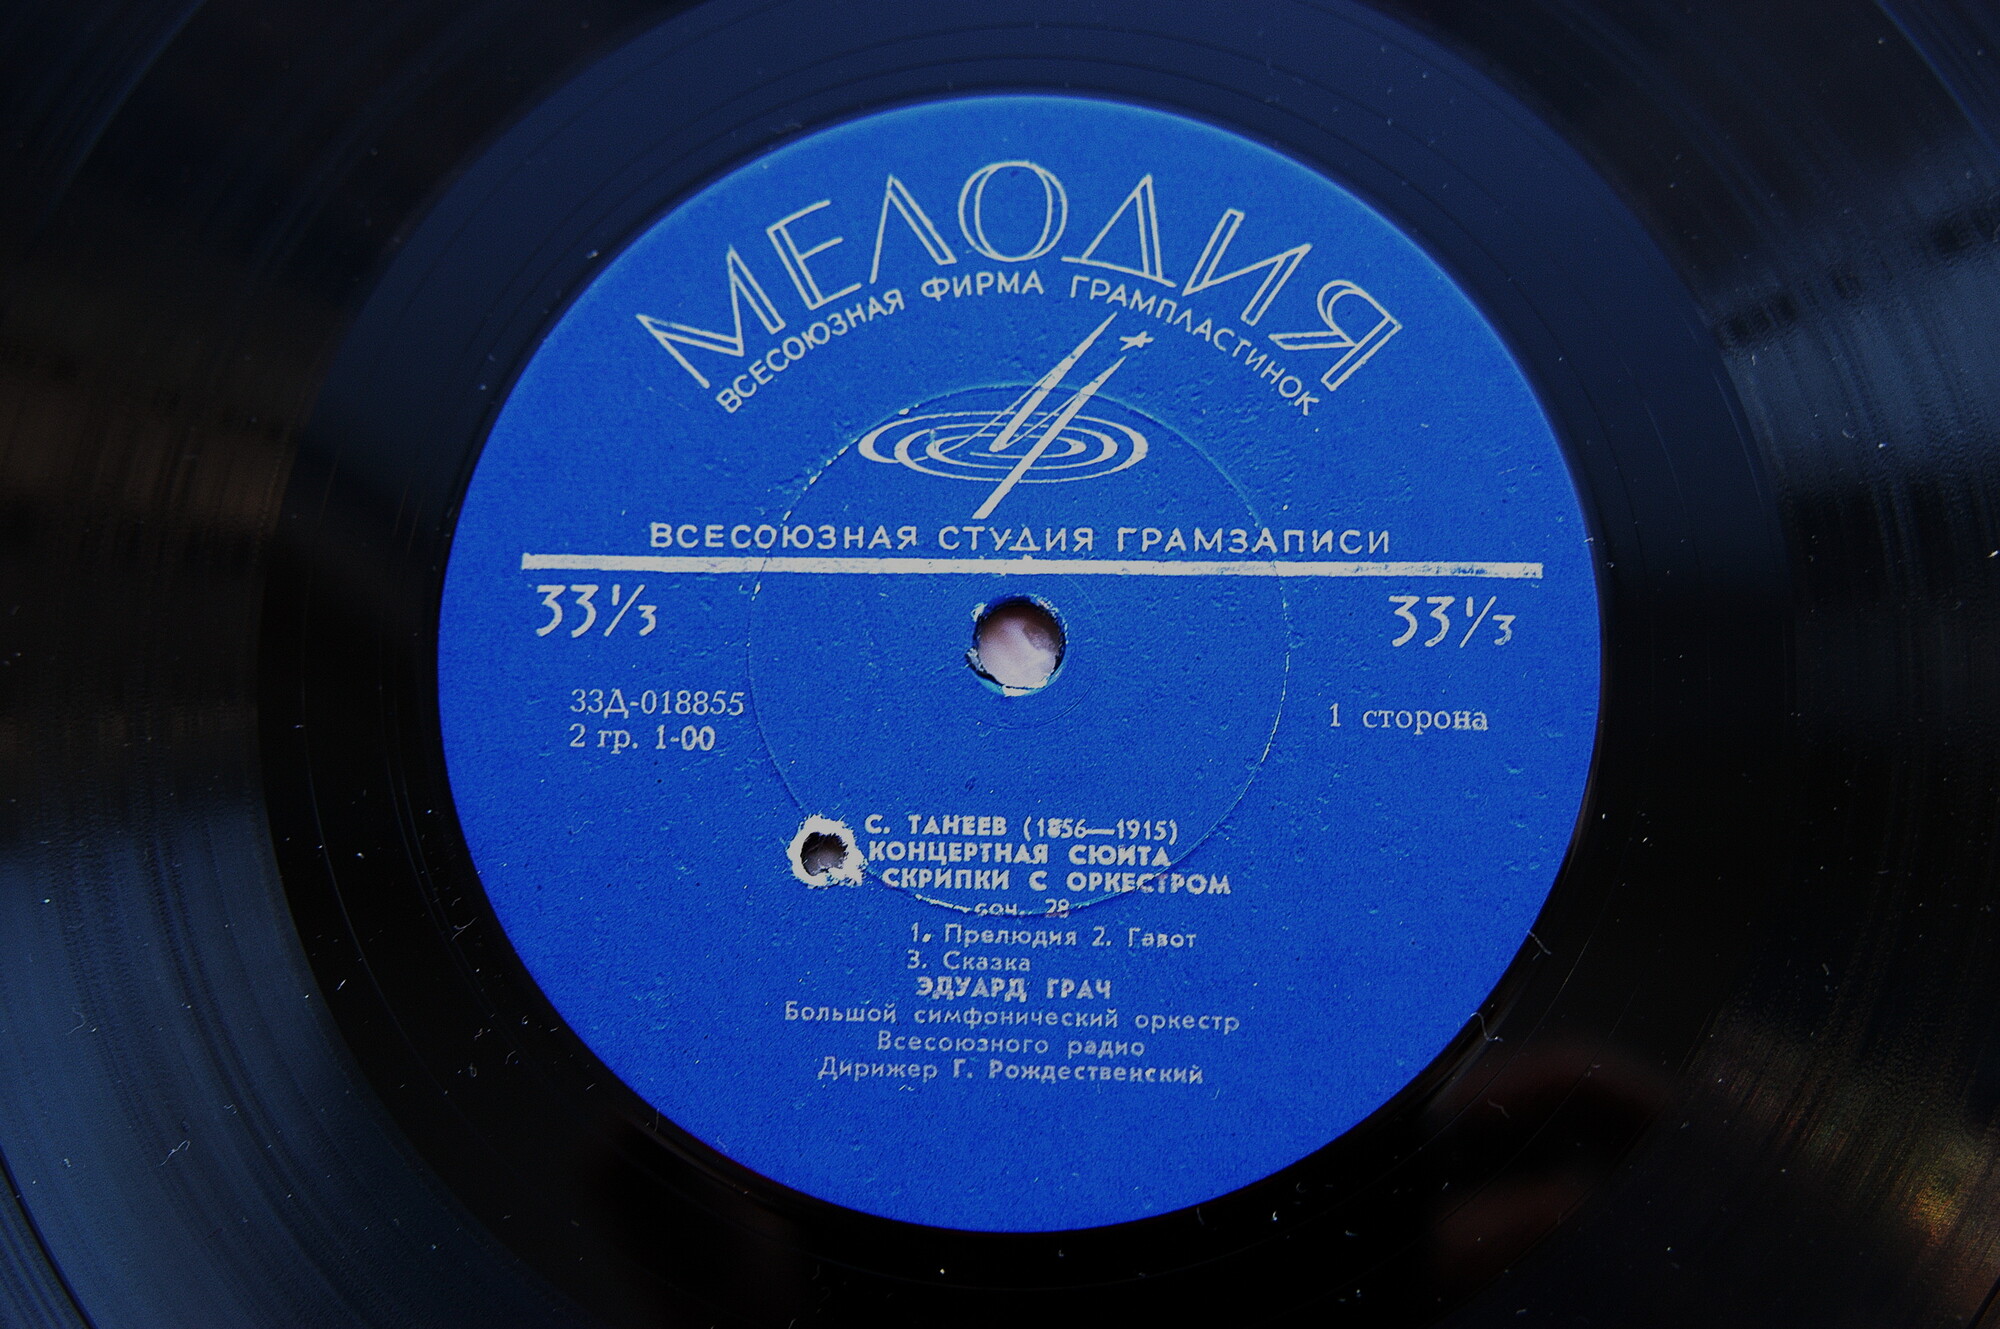 МЕЛОДИЯ
ВСЕСОЮЗНАЯ ФИРМА ГРАМПЛАСТИНОК
ВСЕСОЮЗНАЯ СТУДИЯ ГРАМЗАПИСИ
33⅓ 33⅓
33Д-018855
2 гр. 1-00
1 сторона
С. ТАНЕЕВ (1856—1915)
КОНЦЕРТНАЯ СЮИТА
СКРИПКИ С ОРКЕСТРОМ
соч. 28
1. Прелюдия 2. Гавот
3. Сказка
ЭДУАРД ГРАЧ
Большой симфонический оркестр
Всесоюзного радио
Дирижер Г. Рождественский